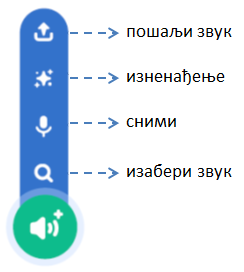 пошаљи звук
изненађење
сними
изабери звук